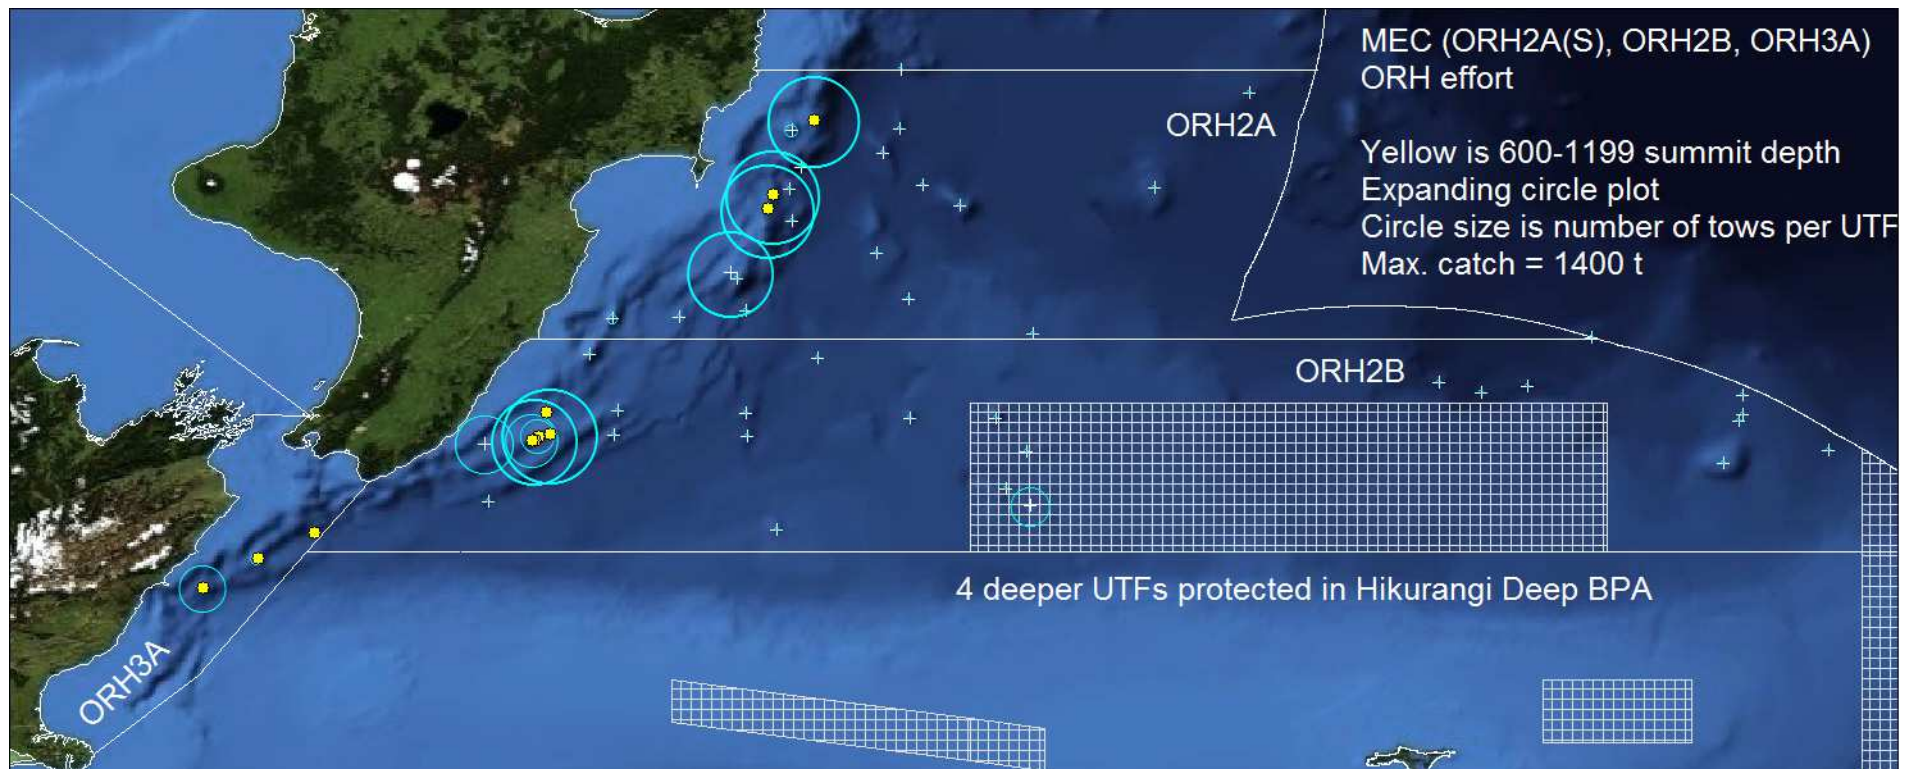 MEC (ORH2A(S), ORH2B, ORH3A)
ORH effort
ORH2A
Yellow is 600-1199 summit depth
Expanding circle plot
Circle size is number of tows per UTF
Max. catch = 1400 t
ORH2B
4 deeper UTFs protected in Hikurangi Deep BPA
ORH3A